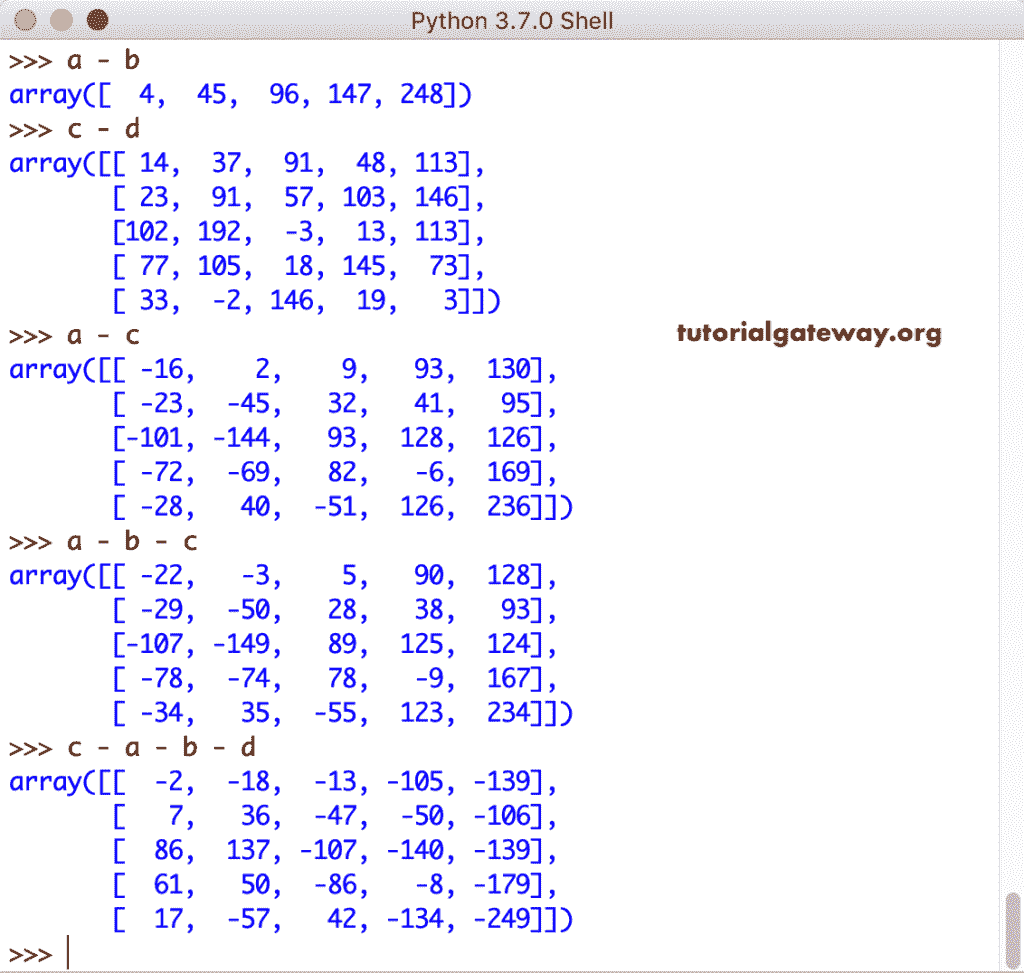 Python 3.7.0 Shell
>>> a - b
array([  4,  45,  96, 147, 248])
>>> c - d
array([[ 14,  37,  91,  48, 113],
       [ 23,  91,  57, 103, 146],
       [102, 192,  -3,  13, 113],
       [ 77, 105,  18, 145,  73],
       [ 33,  -2, 146,  19,   3]])
>>> a - c
tutorialgateway.org
array([[ -16,    2,    9,   93,  130],
       [ -23,  -45,   32,   41,   95],
       [-101, -144,   93,  128,  126],
       [ -72,  -69,   82,   -6,  169],
       [ -28,   40,  -51,  126,  236]])
>>> a - b - c
array([[ -22,   -3,    5,   90,  128],
       [ -29,  -50,   28,   38,   93],
       [-107, -149,   89,  125,  124],
       [ -78,  -74,   78,   -9,  167],
       [ -34,   35,  -55,  123,  234]])
>>> c - a - b - d
array([[  -2,  -18,  -13, -105, -139],
       [   7,   36,  -47,  -50, -106],
       [  86,  137, -107, -140, -139],
       [  61,   50,  -86,   -8, -179],
       [  17,  -57,   42, -134, -249]])
>>>